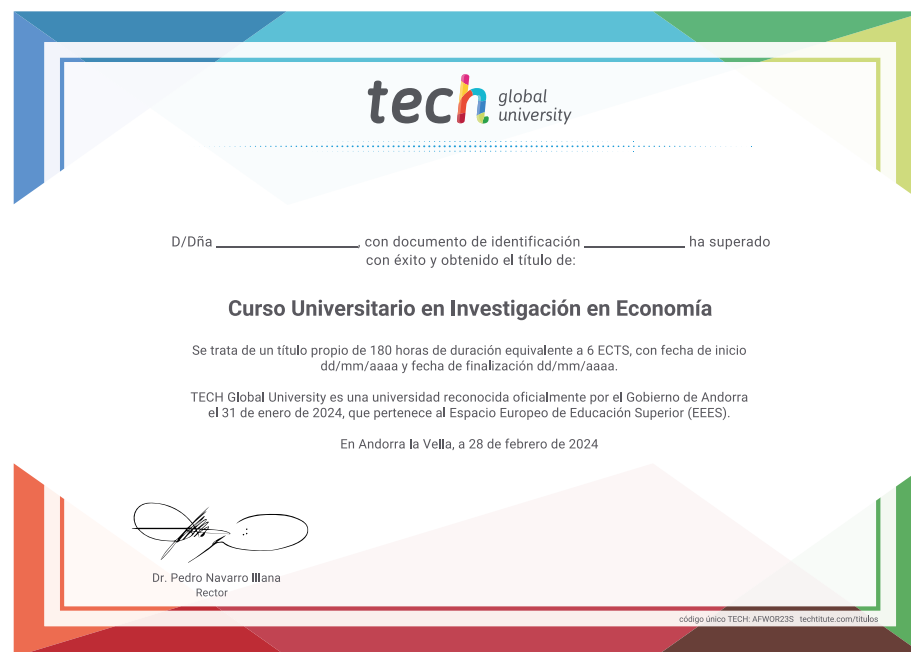 tech global university
D/Dña ____________________, con documento de identificación ______________ ha superado
con éxito y obtenido el título de:
Curso Universitario en Investigación en Economía
Se trata de un título propio de 180 horas de duración equivalente a 6 ECTS, con fecha de inicio
dd/mm/aaaa y fecha de finalización dd/mm/aaaa.
TECH Global University es una universidad reconocida oficialmente por el Gobierno de Andorra
el 31 de enero de 2024, que pertenece al Espacio Europeo de Educación Superior (EEES).
En Andorra la Vella, a 28 de febrero de 2024
Dr. Pedro Navarro Illana
Rector
código único TECH: AFWOR23S techtitute.com/titulos